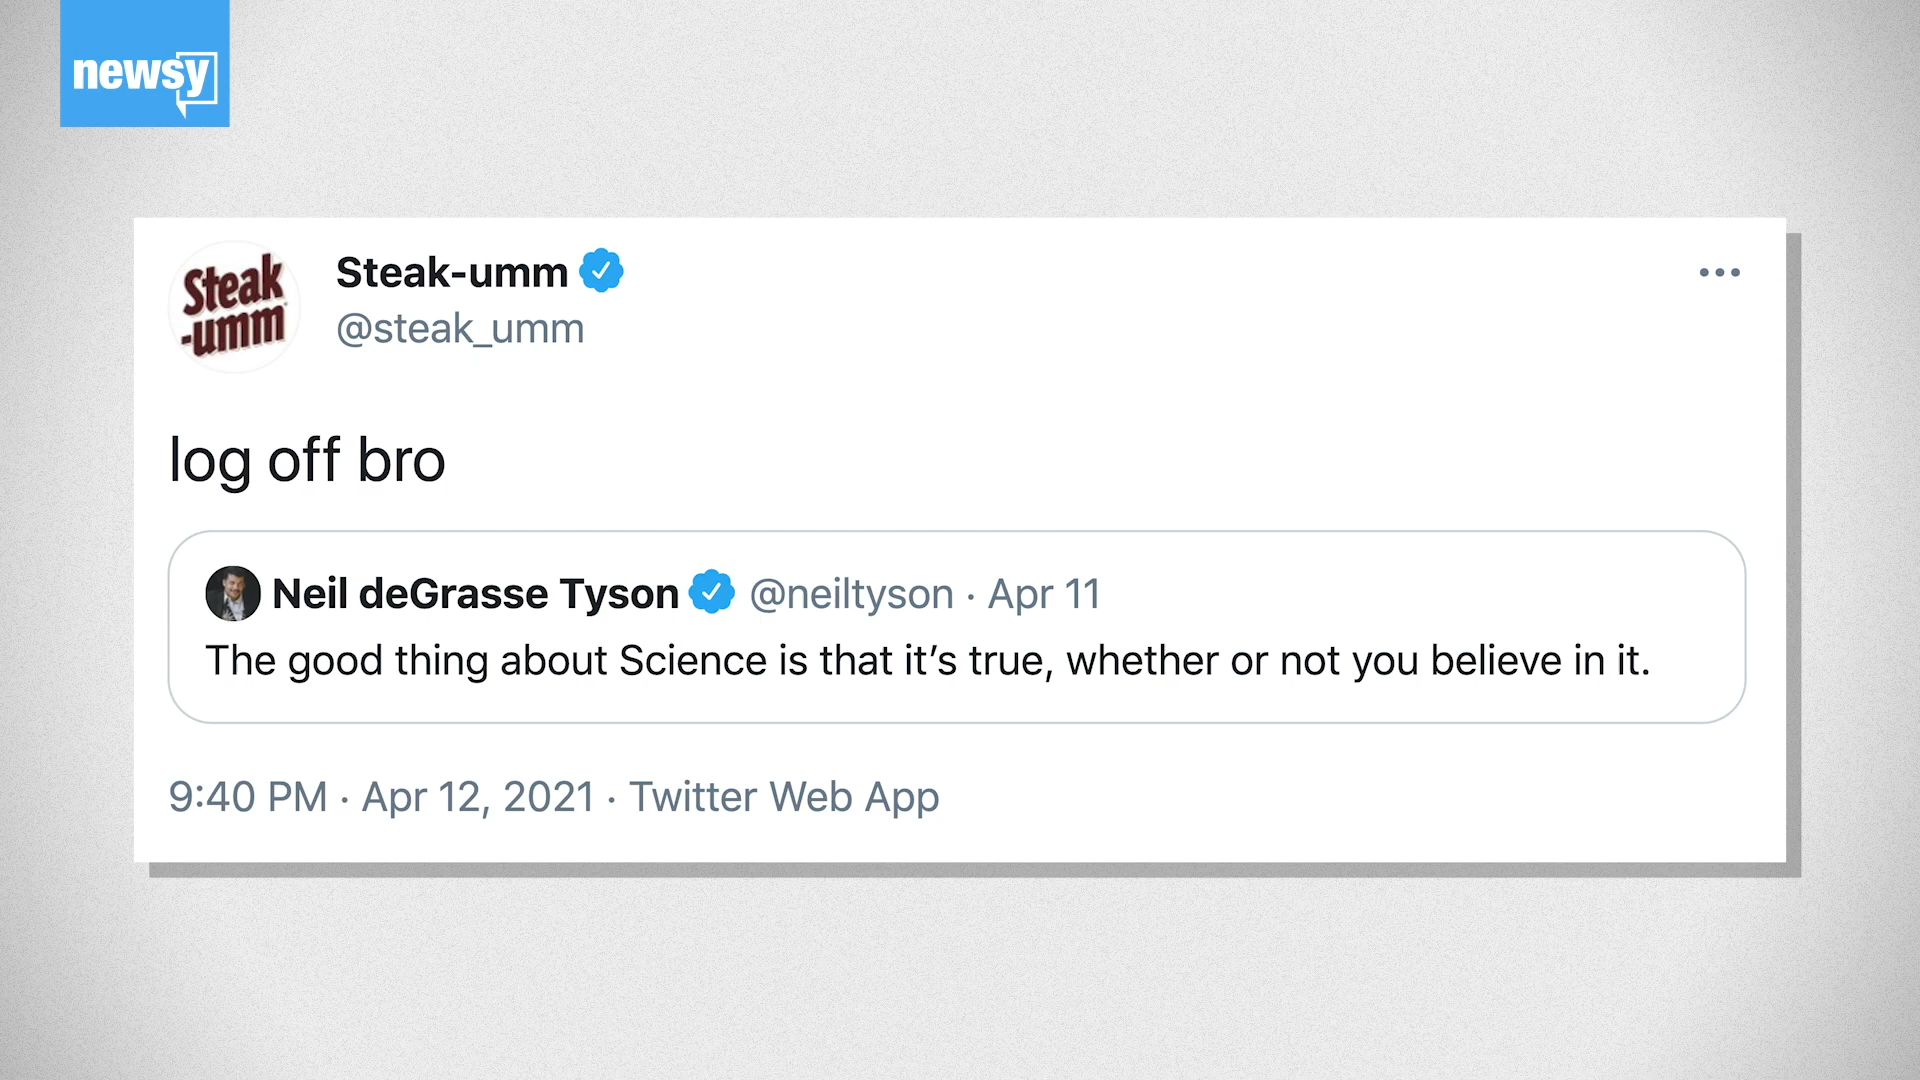 newsy
Steak
-umm
Steak-umm
@steak_umm
log off bro
Neil deGrasse Tyson @neiltyson · Apr 11
The good thing about Science is that it’s true, whether or not you believe in it.
9:40 PM · Apr 12, 2021 · Twitter Web App